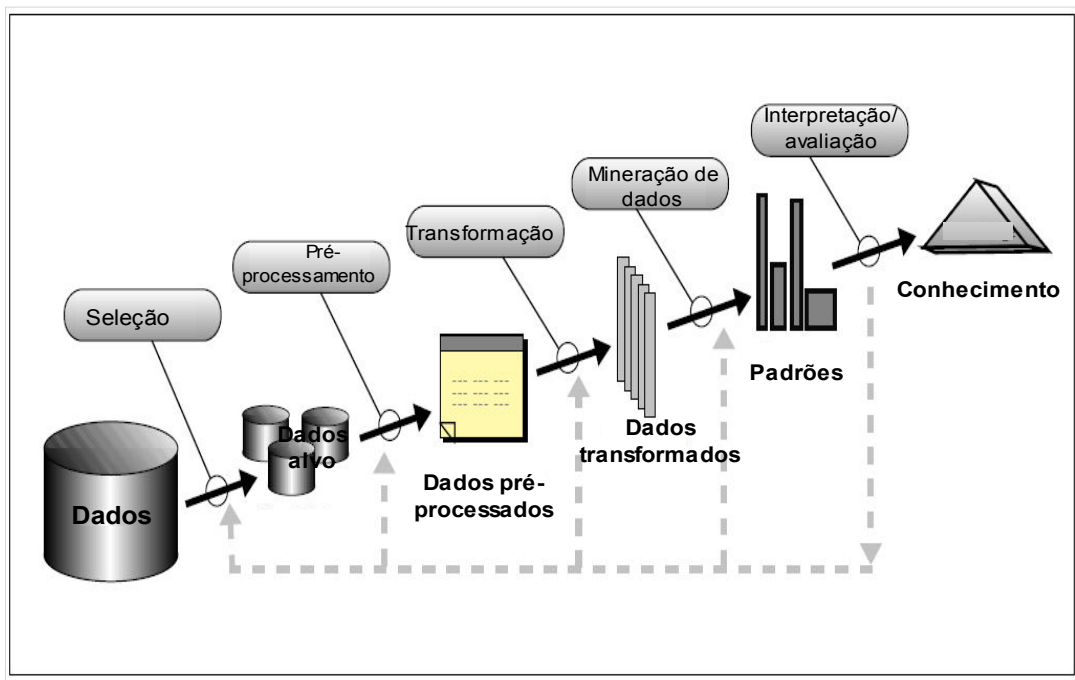 Interpretação/
avaliação
Mineração de
dados
Transformação
Pré-
processamento
Seleção
Conhecimento
Padrões
Dados
transformados
Dados
alvo
Dados pré-
processados
Dados